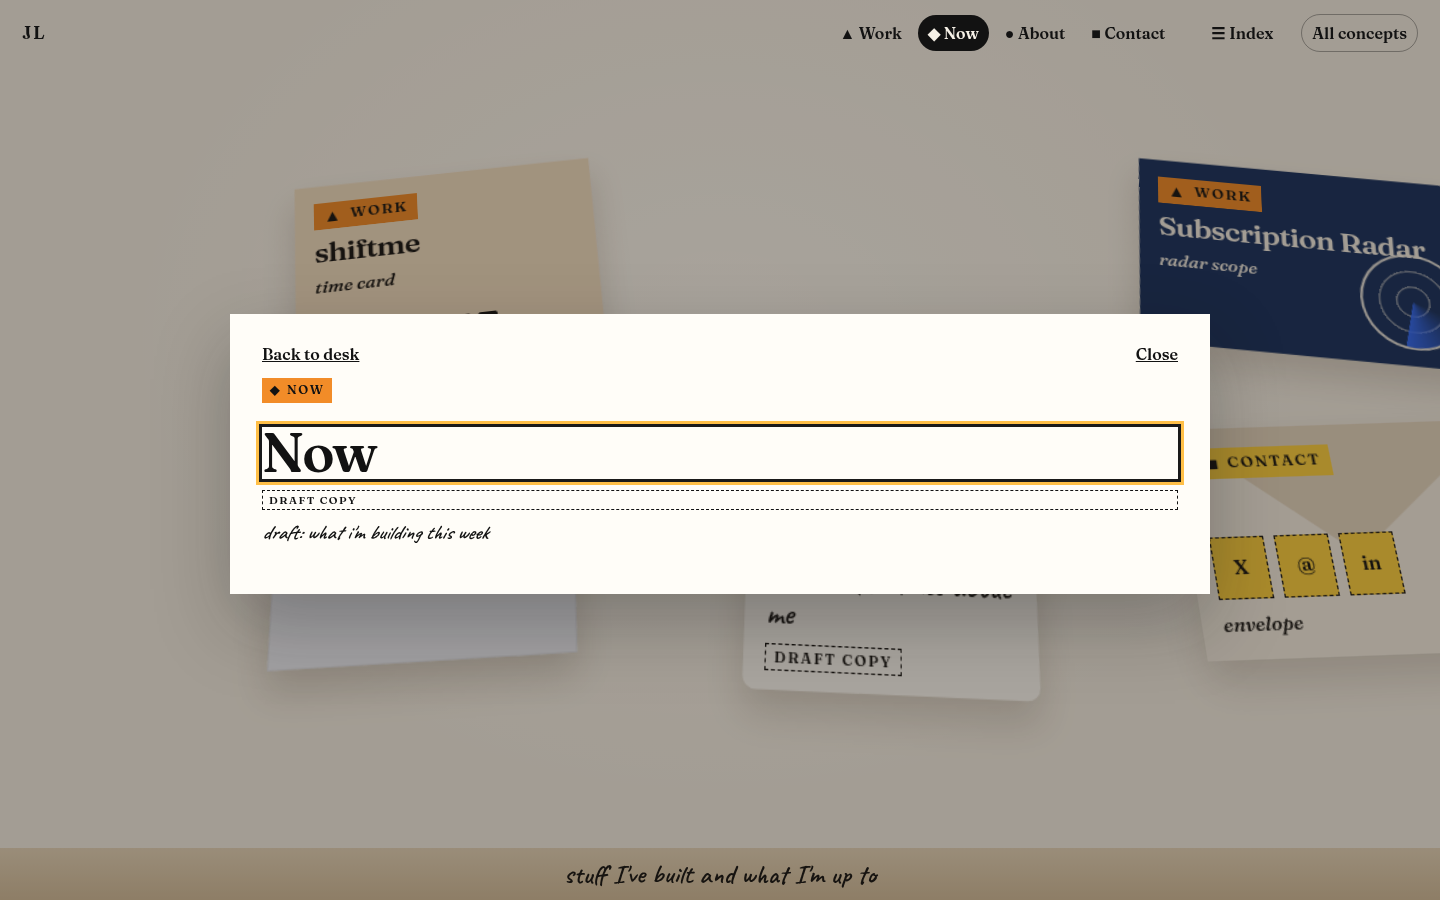 JL
▲ Work ◆ Now ● About ■ Contact ☰ Index All concepts
▲ WORK
shiftme
time card
▲ WORK
Subscription Radar
radar scope
Back to desk Close
◆ NOW
Now
DRAFT COPY
draft: what i'm building this week
■ CONTACT
X @ in
envelope
me
DRAFT COPY
stuff I've built and what I'm up to